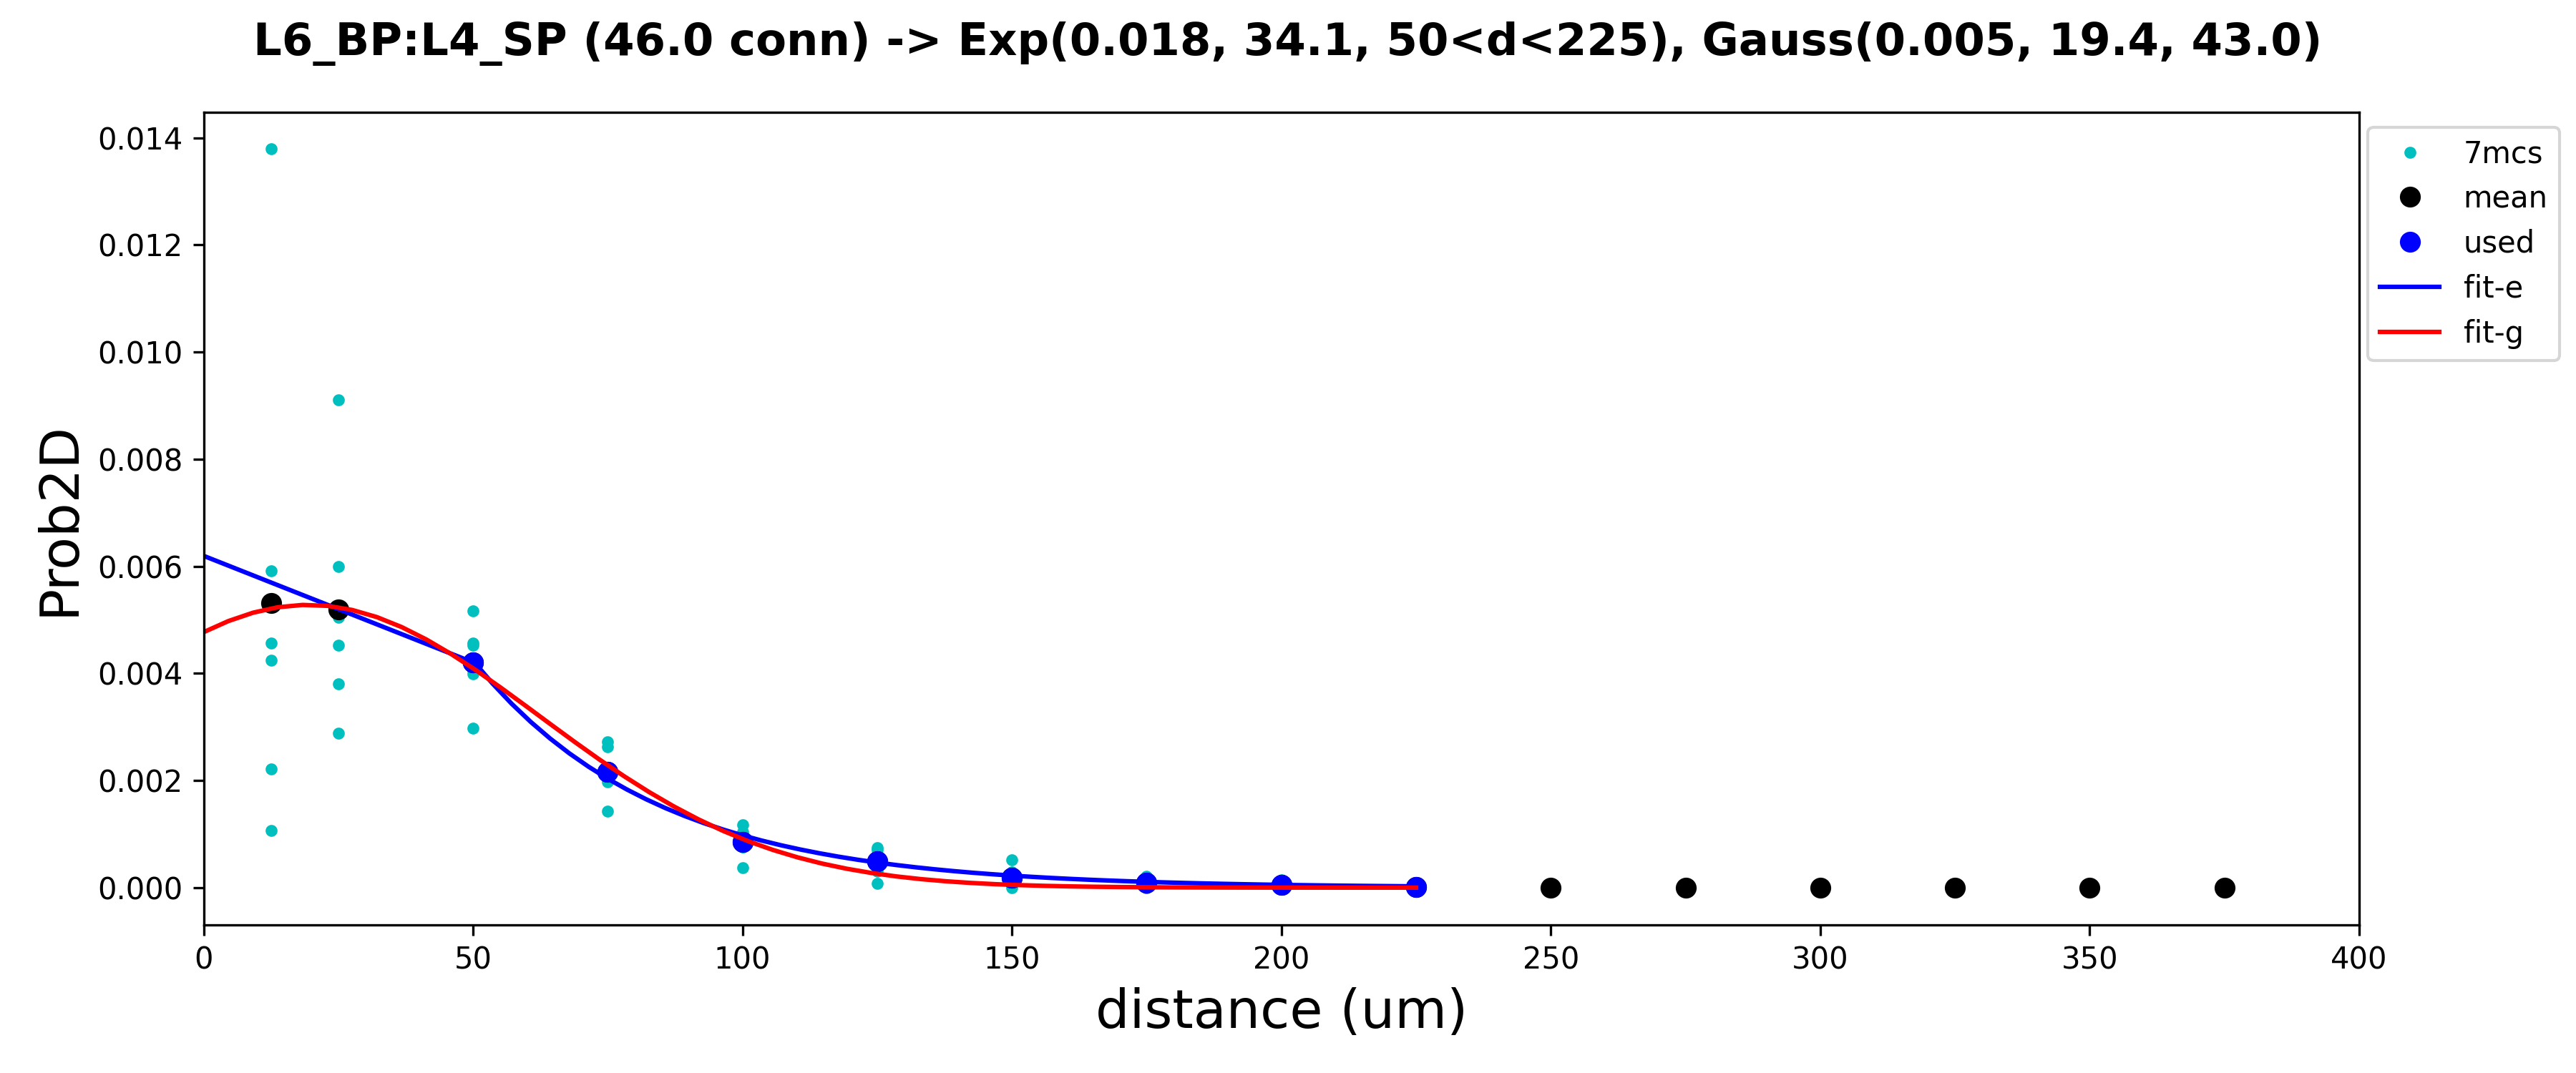 L6_BP:L4_SP (46.0 conn) -> Exp(0.018, 34.1, 50<d<225), Gauss(0.005, 19.4, 43.0)
0.014
0.012
0.010
0.008
0.006
0.004
0.002
0.000
Prob2D
0 50 100 150 200 250 300 350 400
distance (um)
7mcs
mean
used
fit-e
fit-g